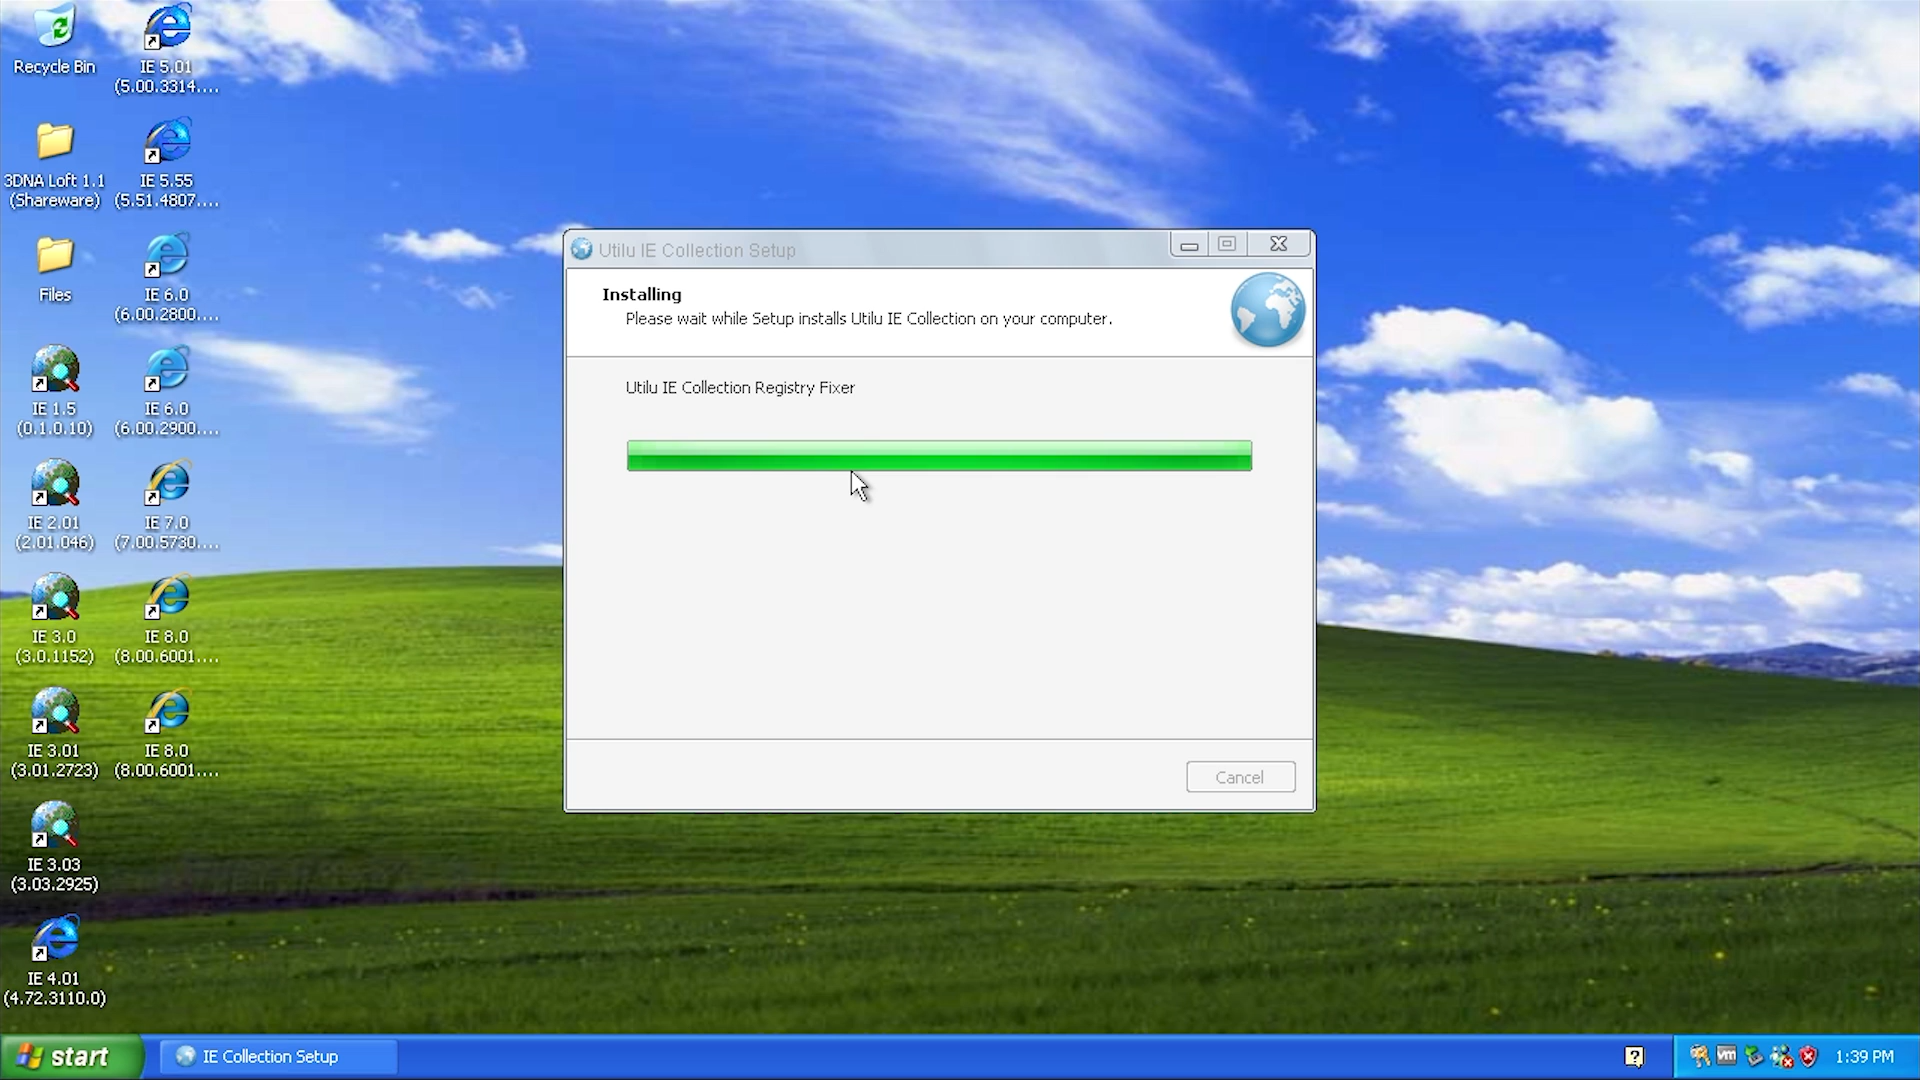 Recycle Bin
IE 5.01
(5.00.3314....
3DNA Loft 1.1
(Shareware)
IE 5.55
(5.51.4807....
Files
IE 6.0
(6.00.2800....
IE 1.5
(0.1.0.10)
IE 6.0
(6.00.2900....
IE 2.01
(2.01.046)
IE 7.0
(7.00.5730....
IE 3.0
(3.0.1152)
IE 8.0
(8.00.6001....
IE 3.01
(3.01.2723)
IE 8.0
(8.00.6001....
IE 3.03
(3.03.2925)
IE 4.01
(4.72.3110.0)
Utilu IE Collection Setup
Installing
Please wait while Setup installs Utilu IE Collection on your computer.
Utilu IE Collection Registry Fixer
Cancel
start
IE Collection Setup
?
vm
1:39 PM